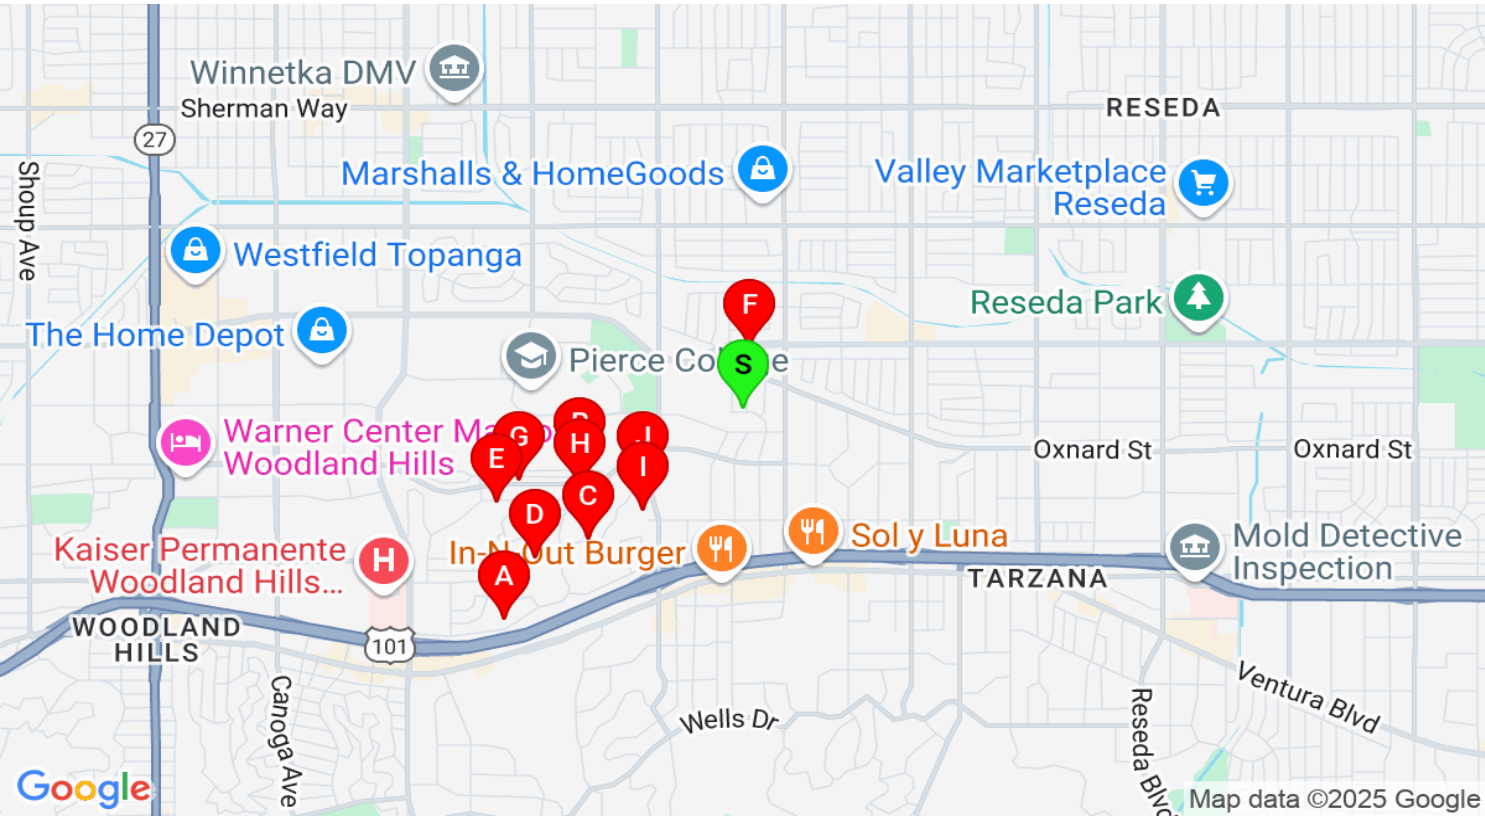 Winnetka DMV
Sherman Way
RESEDA
27
Shoup Ave
Marshalls & HomeGoods
Valley Marketplace
Reseda
Westfield Topanga
F
Reseda Park
The Home Depot
Pierce Co
e
S
Warner Center Ma
Woodland Hills
G
E
H
J
I
C
D
A
Oxnard St
Oxnard St
Kaiser Permanente
Woodland Hills...
H
In-N-Out Burger
Sol y Luna
Mold Detective
Inspection
TARZANA
WOODLAND
HILLS
101
Canoga Ave
Wells Dr
Ventura Blvd
Reseda Blvd
Google
Map data ©2025 Google